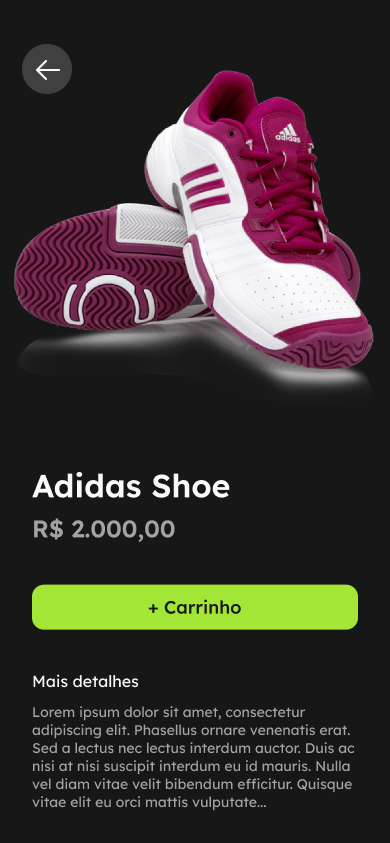 adidas
Adidas Shoe
R$ 2.000,00
+ Carrinho
Mais detalhes
Lorem ipsum dolor sit amet, consectetur
adipiscing elit. Phasellus ornare venenatis erat.
Sed a lectus nec lectus interdum auctor. Duis ac
nisi at nisi suscipit interdum eu id mauris. Nulla
vel diam vitae velit bibendum efficitur. Quisque
vitae elit eu orci mattis vulputate...